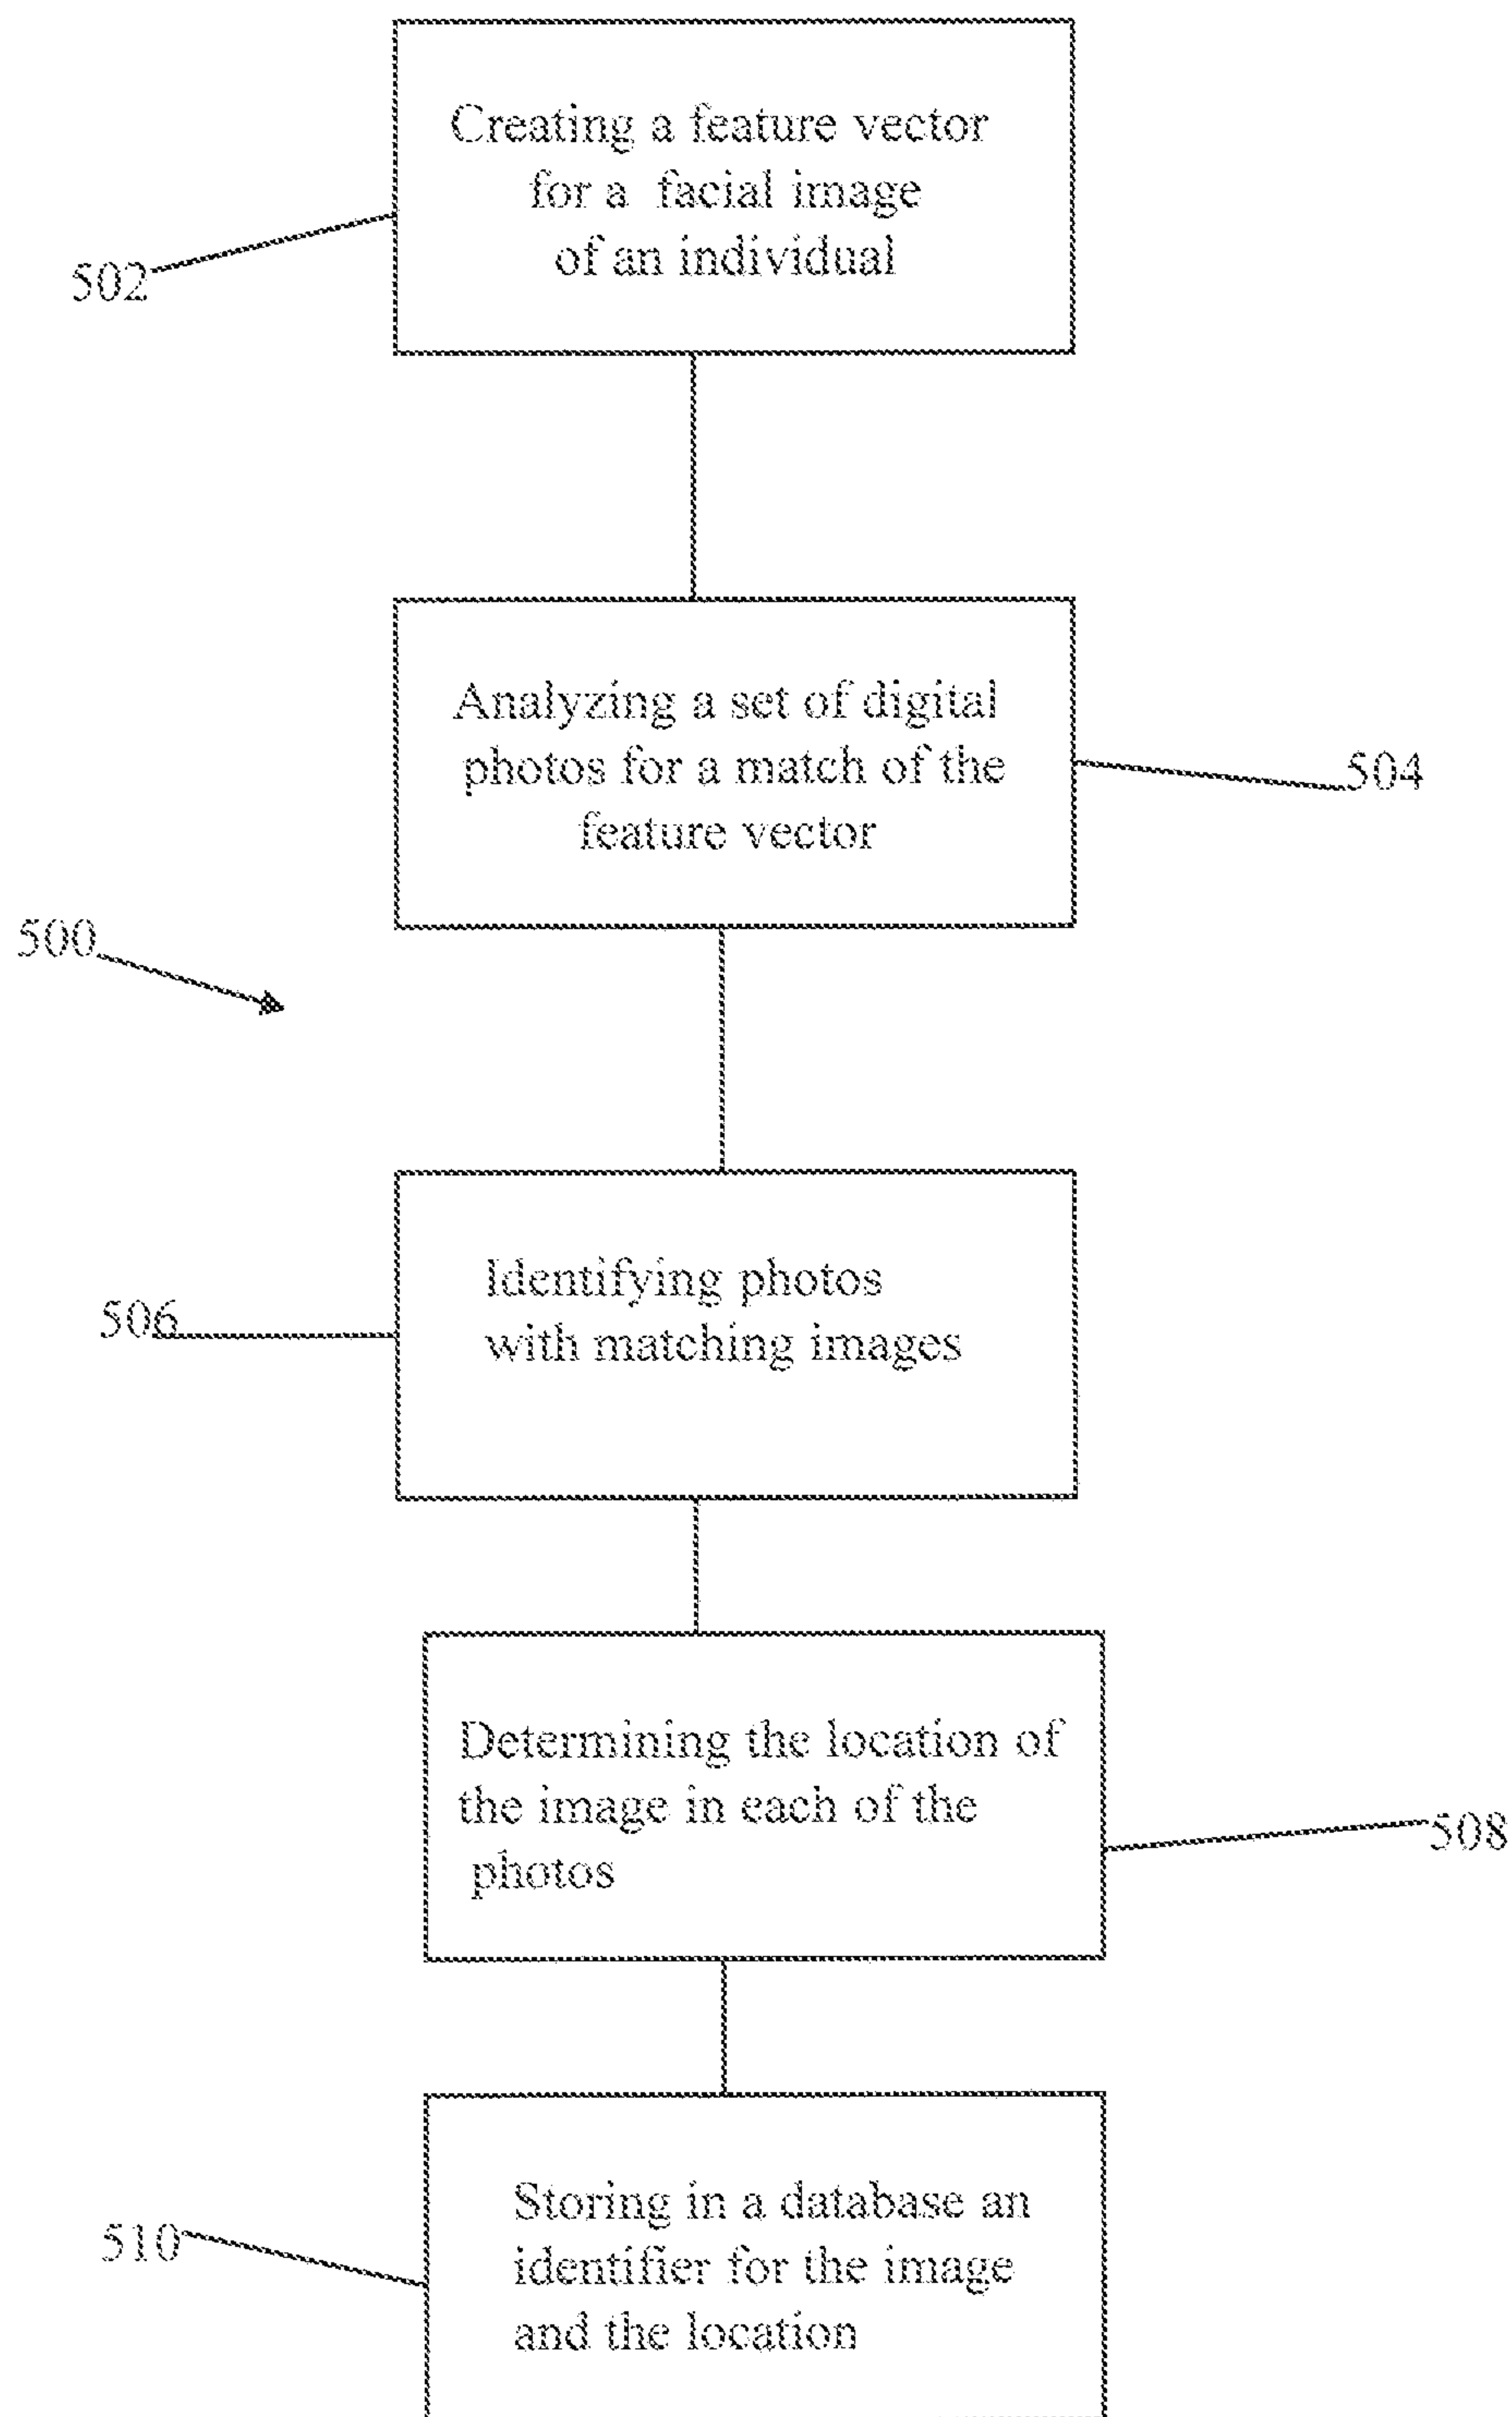 Creating a feature vector
for a facial image
of an individual
502
Analyzing a set of digital
photos for a match of the
feature vector
504
500
Identifying photos
with matching images
506
Determining the location of
the image in each of the
photos
508
Storing in a database an
identifier for the image
and the location
510